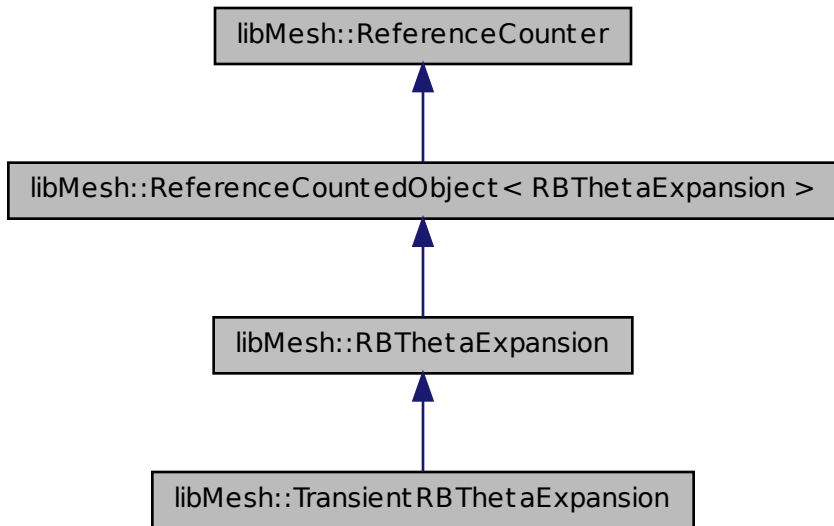 libMesh::ReferenceCounter
libMesh::ReferenceCountedObject< RBThetaExpansion >
libMesh::RBThetaExpansion
libMesh::TransientRBThetaExpansion